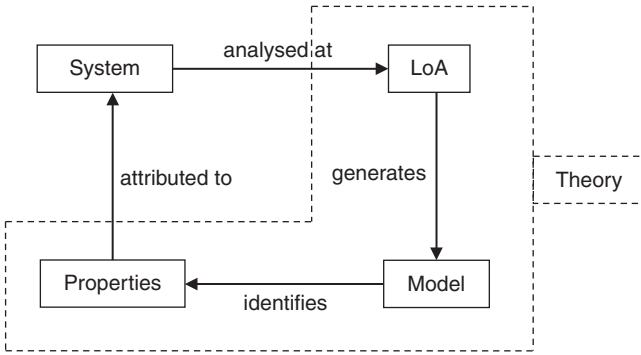 analysed at
System
LoA
attributed to
generates
Theory
Properties
Model
identifies